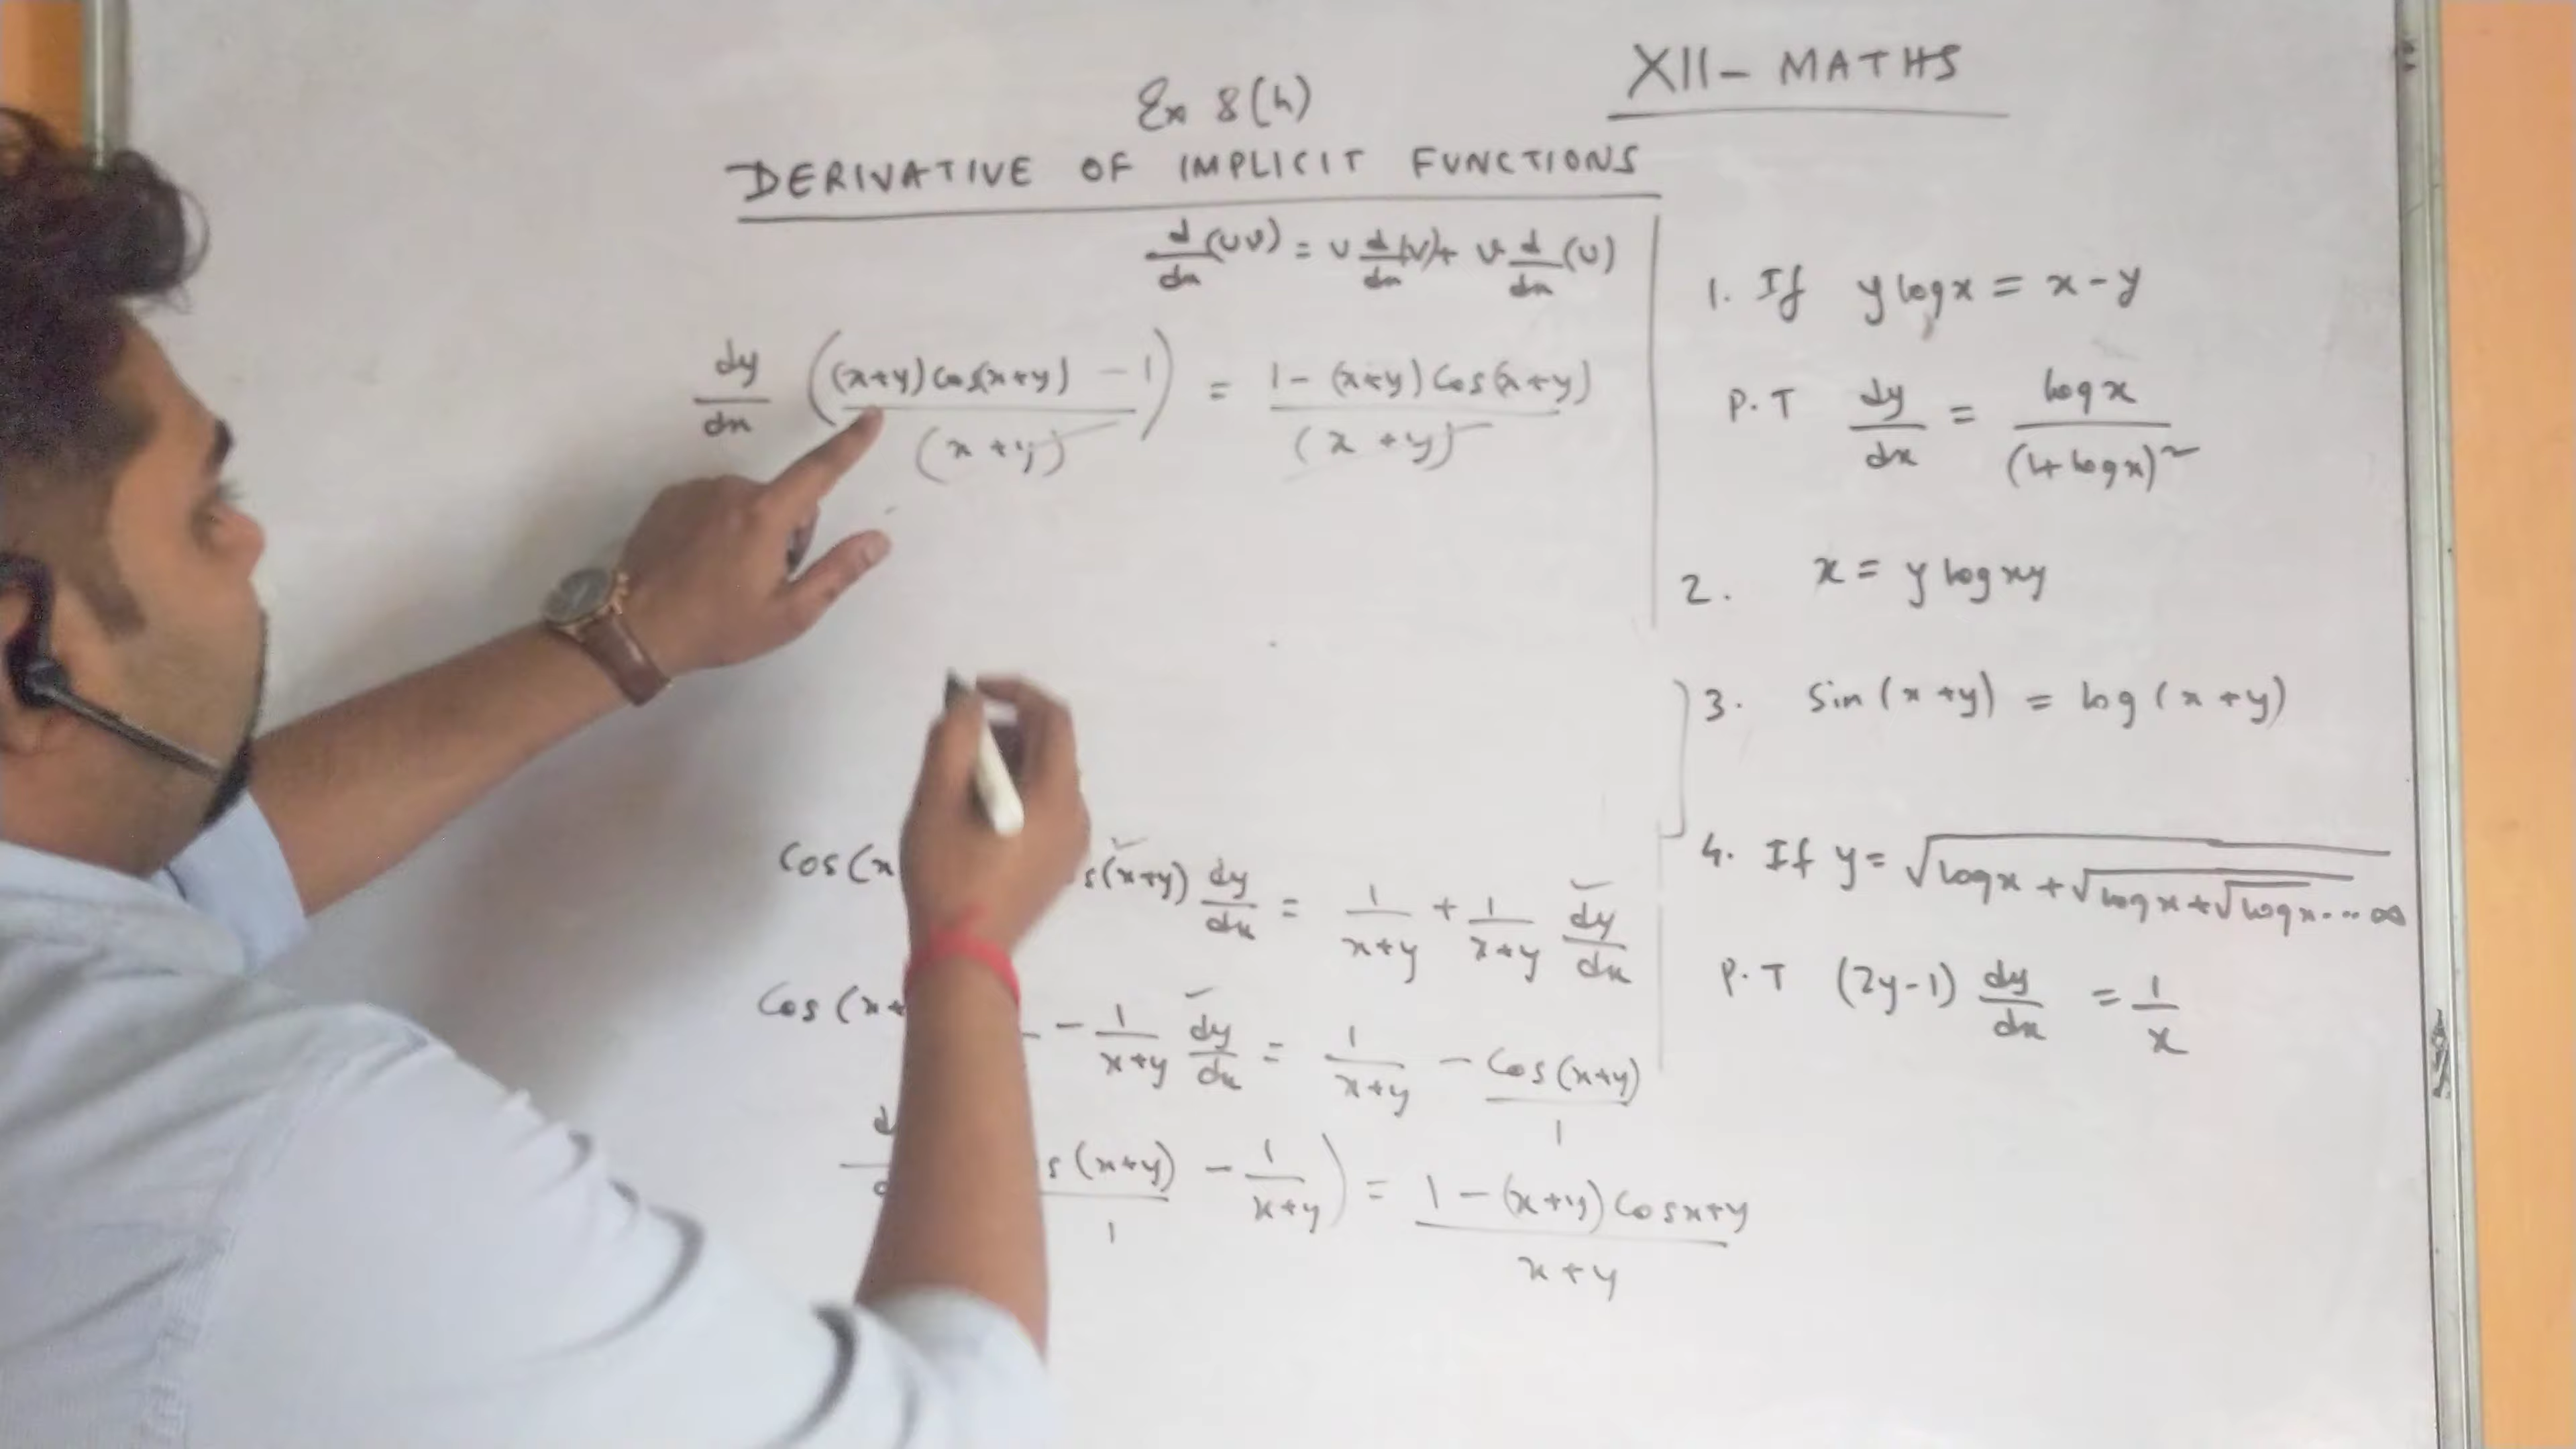 XII - MATHS
Ex 8(h)
DERIVATIVE OF IMPLICIT FUNCTIONS
d/dx (uv) = u d/dx (v) + v d/dx (u)
dy/dx ( ((x+y) Cos(x+y) - 1) / (x+y) ) = (1 - (x+y) Cos(x+y)) / (x+y)
Cos(x s(x+y) dy/dx = 1/(x+y) + 1/(x+y) dy/dx
Cos(x+ - 1/(x+y) dy/dx = 1/(x+y) - Cos(x+y)/1
s(x+y)/1 - 1/(x+y) ) = (1 - (x+y) Cos x+y) / (x+y)
1. If y log x = x - y
P.T dy/dx = log x / (1+ log x)²
2. x = y log xy
3. Sin (x+y) = log (x+y)
4. If y = √(log x + √(log x + √(log x .... ∞
P.T (2y-1) dy/dx = 1/x